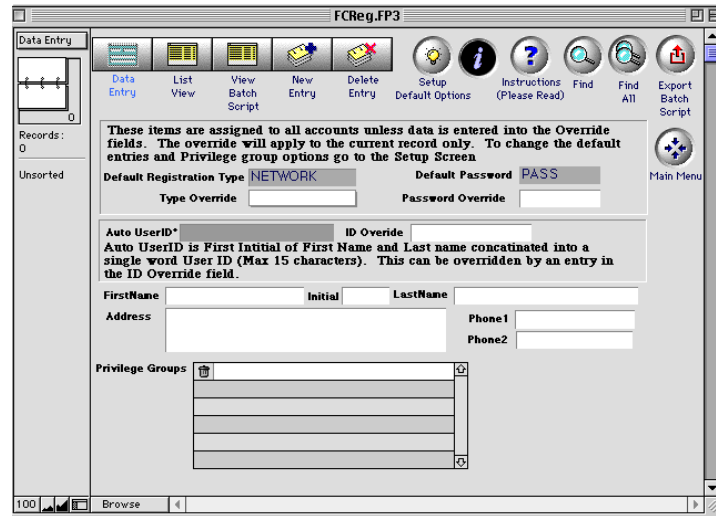 FCReg.FP3
Data Entry
0
Records:
0
Unsorted
Data Entry
List View
View Batch Script
New Entry
Delete Entry
Setup Default Options
i
?
Instructions (Please Read)
Find
Find All
Export Batch Script
Main Menu
These items are assigned to all accounts unless data is entered into the Override
fields. The override will apply to the current record only. To change the default
entries and Privilege group options go to the Setup Screen
Default Registration Type NETWORK Default Password PASS
Type Override Password Override
Auto UserID* ID Overide
Auto UserID is First Intitial of First Name and Last name concatinated into a
single word User ID (Max 15 characters). This can be overridden by an entry in
the ID Override field.
FirstName Initial LastName
Address Phone1
Phone2
Privilege Groups
100 Browse